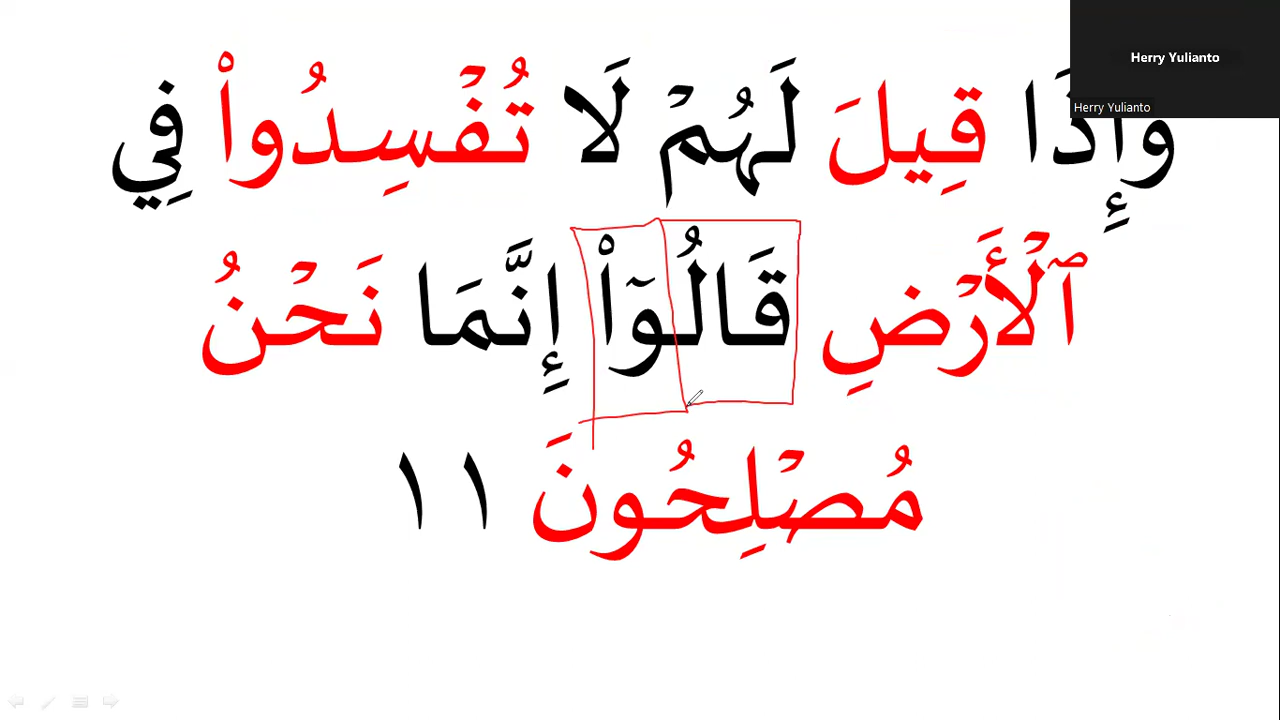 Herry Yulianto
Herry Yulianto
وَإِذَا قِيلَ لَهُمْ لَا تُفْسِدُواْ فِي
ٱلْأَرْضِ قَالُوٓاْ إِنَّمَا نَحْنُ
مُصْلِحُونَ ١١